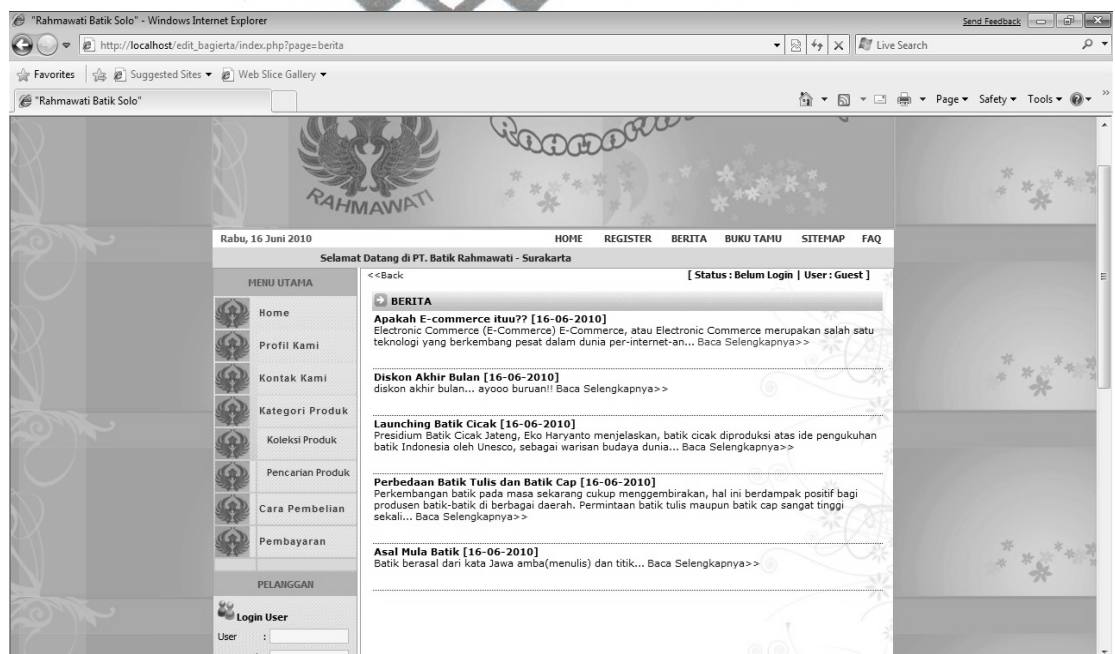 "Rahmawati Batik Solo" - Windows Internet Explorer
Send Feedback
http://localhost/edit_bagierta/index.php?page=berita
Live Search
Favorites Suggested Sites Web Slice Gallery
"Rahmawati Batik Solo"
Page Safety Tools
RAHMAWATI
Rabu, 16 Juni 2010
HOME REGISTER BERITA BUKU TAMU SITEMAP FAQ
Selamat Datang di PT. Batik Rahmawati - Surakarta
MENU UTAMA
Home
Profil Kami
Kontak Kami
Kategori Produk
Koleksi Produk
Pencarian Produk
Cara Pembelian
Pembayaran
PELANGGAN
Login User
User :
<<Back
[ Status : Belum Login | User : Guest ]
BERITA
Apakah E-commerce ituu?? [16-06-2010]
Electronic Commerce (E-Commerce) E-Commerce, atau Electronic Commerce merupakan salah satu
teknologi yang berkembang pesat dalam dunia per-internet-an... Baca Selengkapnya>>
Diskon Akhir Bulan [16-06-2010]
diskon akhir bulan... ayooo buruan!! Baca Selengkapnya>>
Launching Batik Cicak [16-06-2010]
Presidium Batik Cicak Jateng, Eko Haryanto menjelaskan, batik cicak diproduksi atas ide pengukuhan
batik Indonesia oleh Unesco, sebagai warisan budaya dunia... Baca Selengkapnya>>
Perbedaan Batik Tulis dan Batik Cap [16-06-2010]
Perkembangan batik pada masa sekarang cukup menggembirakan, hal ini berdampak positif bagi
produsen batik-batik di berbagai daerah. Permintaan batik tulis maupun batik cap sangat tinggi
sekali... Baca Selengkapnya>>
Asal Mula Batik [16-06-2010]
Batik berasal dari kata Jawa amba(menulis) dan titik... Baca Selengkapnya>>